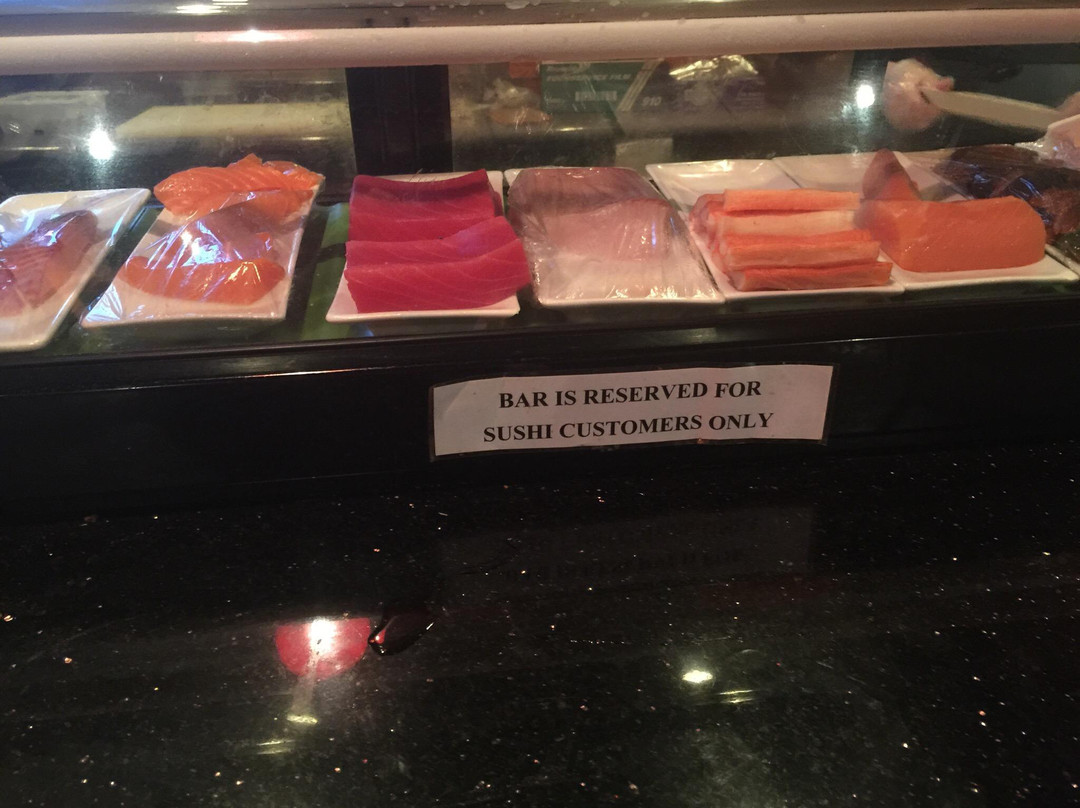 BAR IS RESERVED FOR
SUSHI CUSTOMERS ONLY